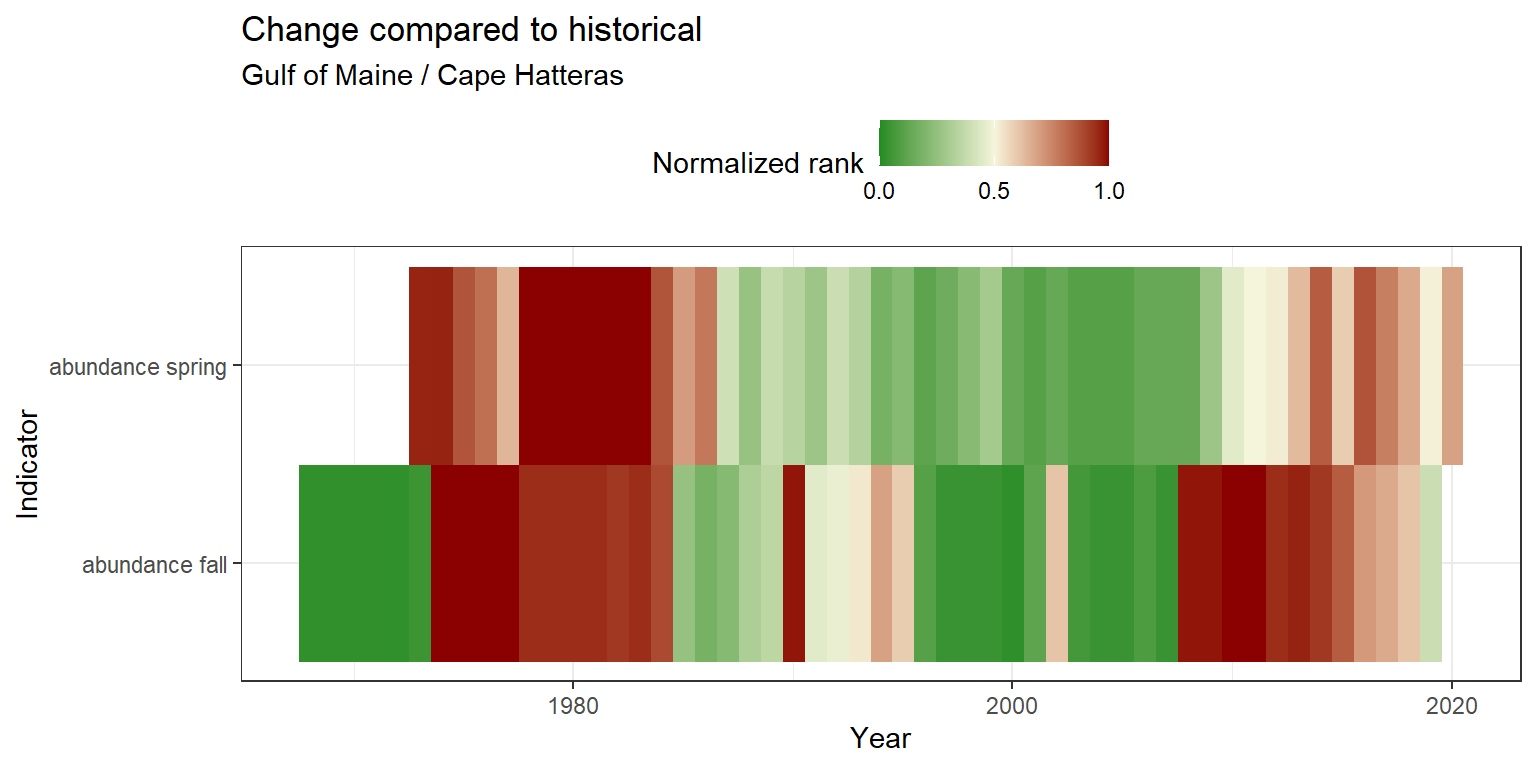 Change compared to historical
Gulf of Maine / Cape Hatteras
Normalized rank
0.0 0.5 1.0
abundance spring
abundance fall
Indicator
1980 2000 2020
Year